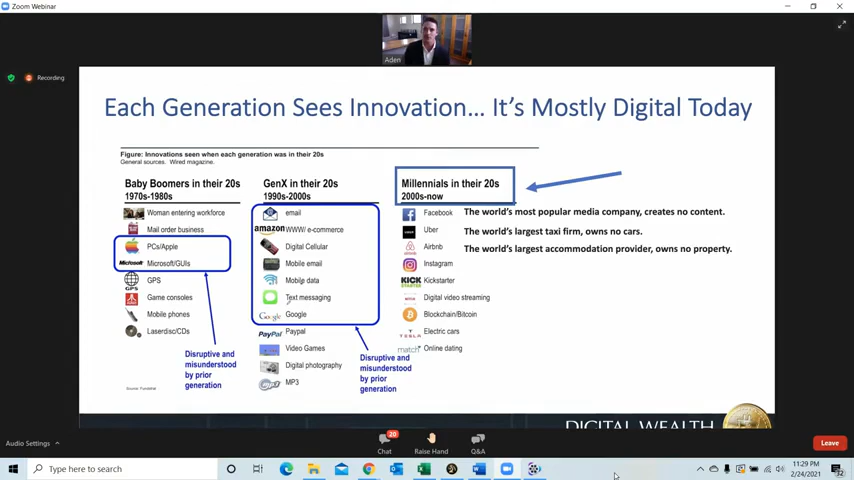 Zoom Webinar
Aden
Recording
Each Generation Sees Innovation… It's Mostly Digital Today
Figure: Innovations seen when each generation was in their 20s
General sources. Wired magazine.
Baby Boomers in their 20s
1970s-1980s
Woman entering workforce
Mail order business
PCs/Apple
Microsoft Microsoft/GUIs
GPS
Game consoles
ATARI
Mobile phones
Laserdisc/CDs
Disruptive and
misunderstood
by prior
generation
Source: Fundstrat
GenX in their 20s
1990s-2000s
email
amazon WWW/ e-commerce
Digital Cellular
Mobile email
Mobile data
Text messaging
Google Google
PayPal Paypal
Video Games
Digital photography
mp3 MP3
Disruptive and
misunderstood
by prior
generation
Millennials in their 20s
2000s-now
Facebook The world's most popular media company, creates no content.
Uber The world's largest taxi firm, owns no cars.
Airbnb The world's largest accommodation provider, owns no property.
Instagram
KICKSTARTER Kickstarter
Digital video streaming
Blockchain/Bitcoin
TESLA Electric cars
match Online dating
DIGITAL WEALTH
Audio Settings
20
Chat
Raise Hand
Q&A
Leave
Type here to search
11:29 PM
2/24/2021